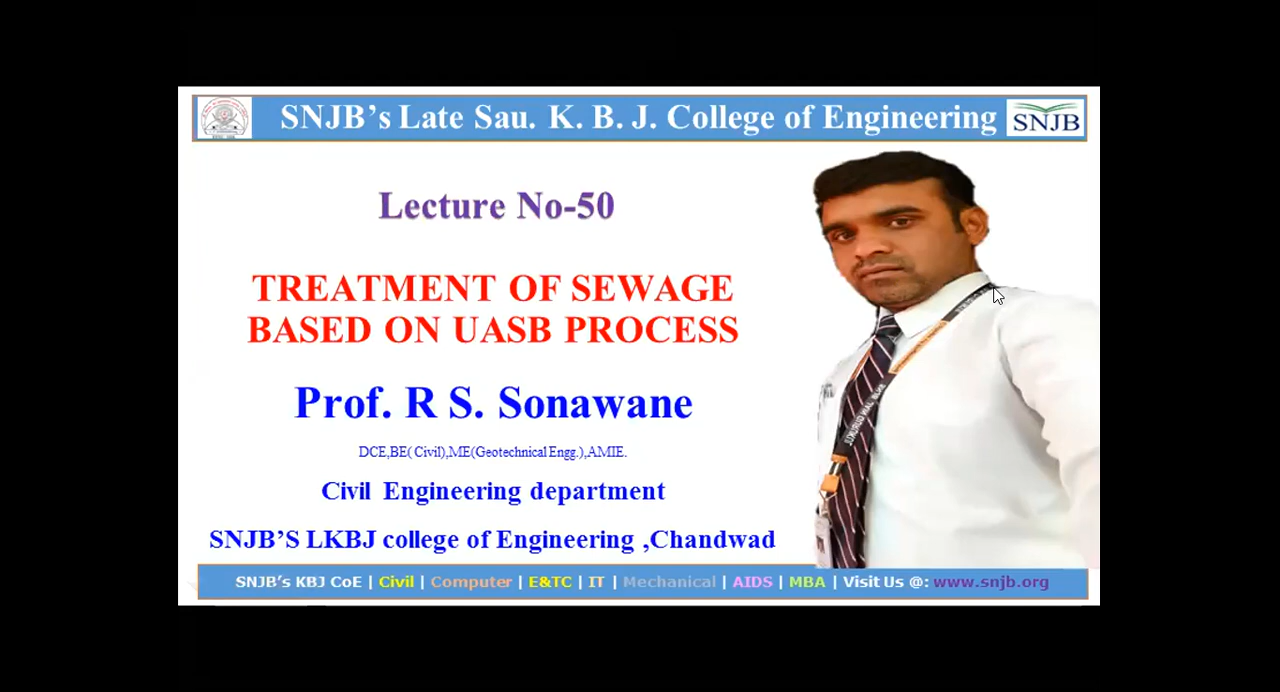 SNJB’s Late Sau. K. B. J. College of Engineering
SNJB
Lecture No-50
TREATMENT OF SEWAGE
BASED ON UASB PROCESS
Prof. R S. Sonawane
DCE,BE( Civil),ME(Geotechnical Engg.),AMIE.
Civil Engineering department
SNJB’S LKBJ college of Engineering ,Chandwad
SNJB’s KBJ CoE | Civil | Computer | E&TC | IT | Mechanical | AIDS | MBA | Visit Us @: www.snjb.org